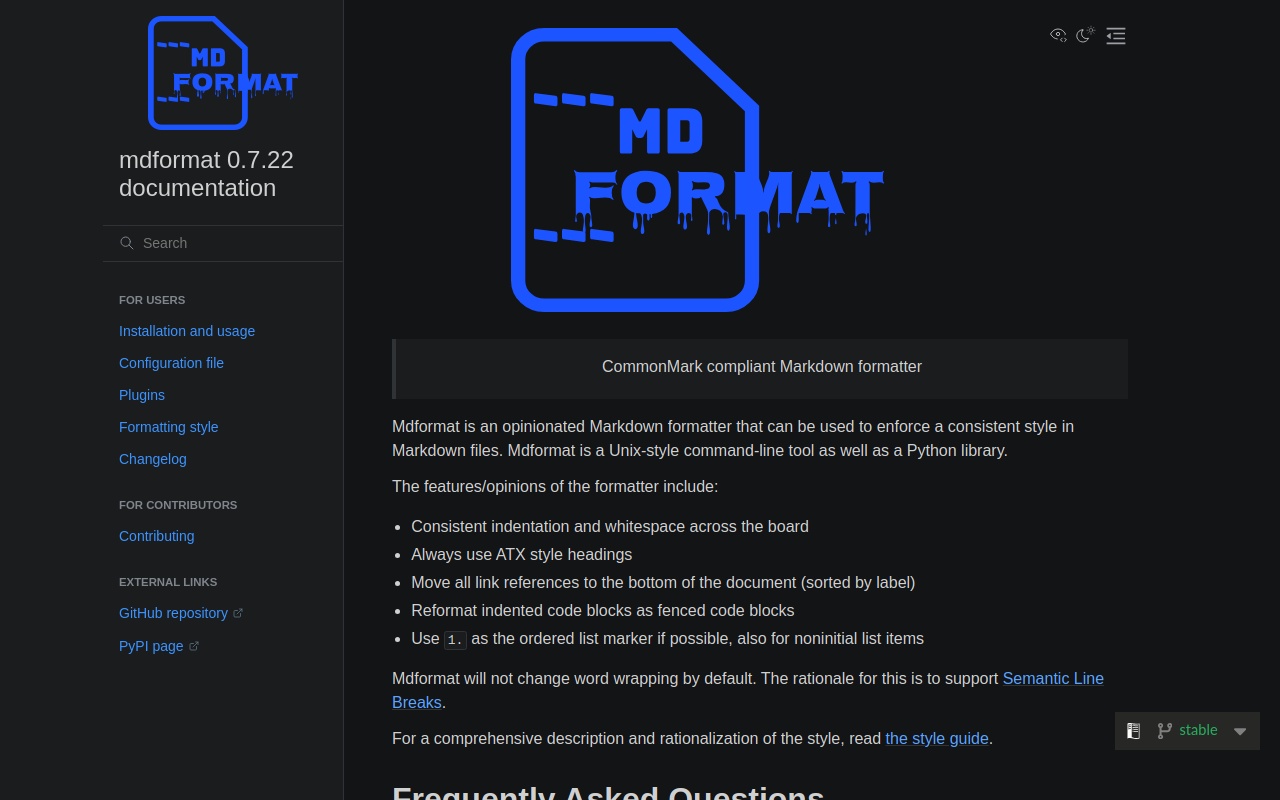 MD
FORMAT
mdformat 0.7.22
documentation
Search
FOR USERS
Installation and usage
Configuration file
Plugins
Formatting style
Changelog
FOR CONTRIBUTORS
Contributing
EXTERNAL LINKS
GitHub repository
PyPI page
MD
FORMAT
CommonMark compliant Markdown formatter
Mdformat is an opinionated Markdown formatter that can be used to enforce a consistent style in
Markdown files. Mdformat is a Unix-style command-line tool as well as a Python library.
The features/opinions of the formatter include:
• Consistent indentation and whitespace across the board
• Always use ATX style headings
• Move all link references to the bottom of the document (sorted by label)
• Reformat indented code blocks as fenced code blocks
• Use 1. as the ordered list marker if possible, also for noninitial list items
Mdformat will not change word wrapping by default. The rationale for this is to support Semantic Line
Breaks.
For a comprehensive description and rationalization of the style, read the style guide.
stable
Frequently Asked Questions